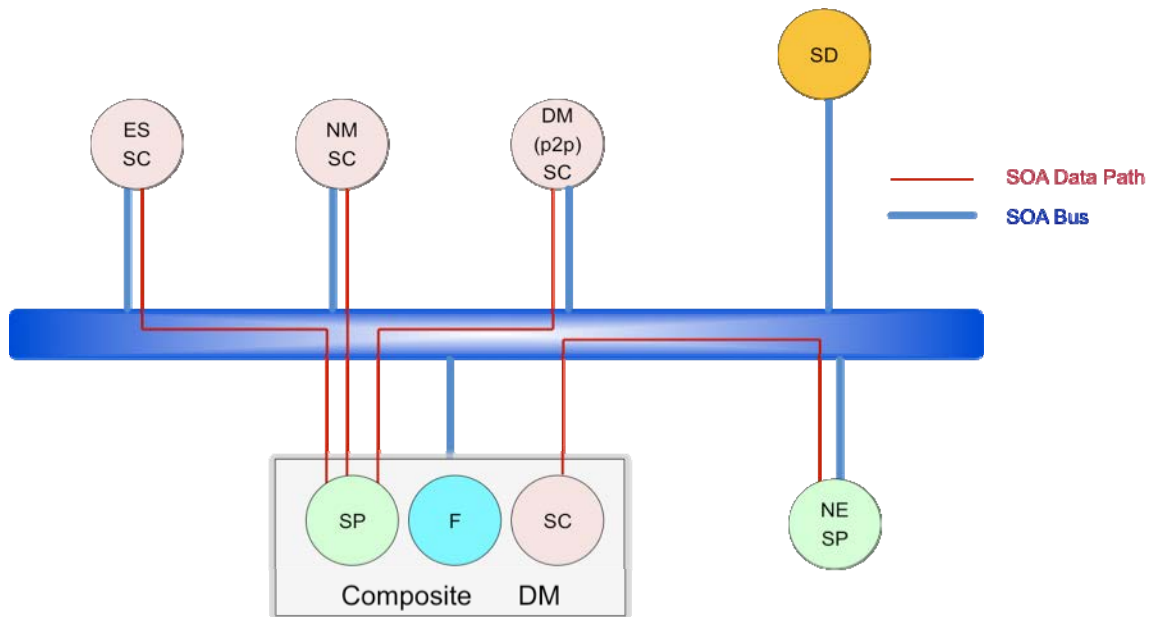 SD
ES
SC
NM
SC
DM
(p2p)
SC
SOA Data Path
SOA Bus
SP
F
SC
NE
SP
Composite DM